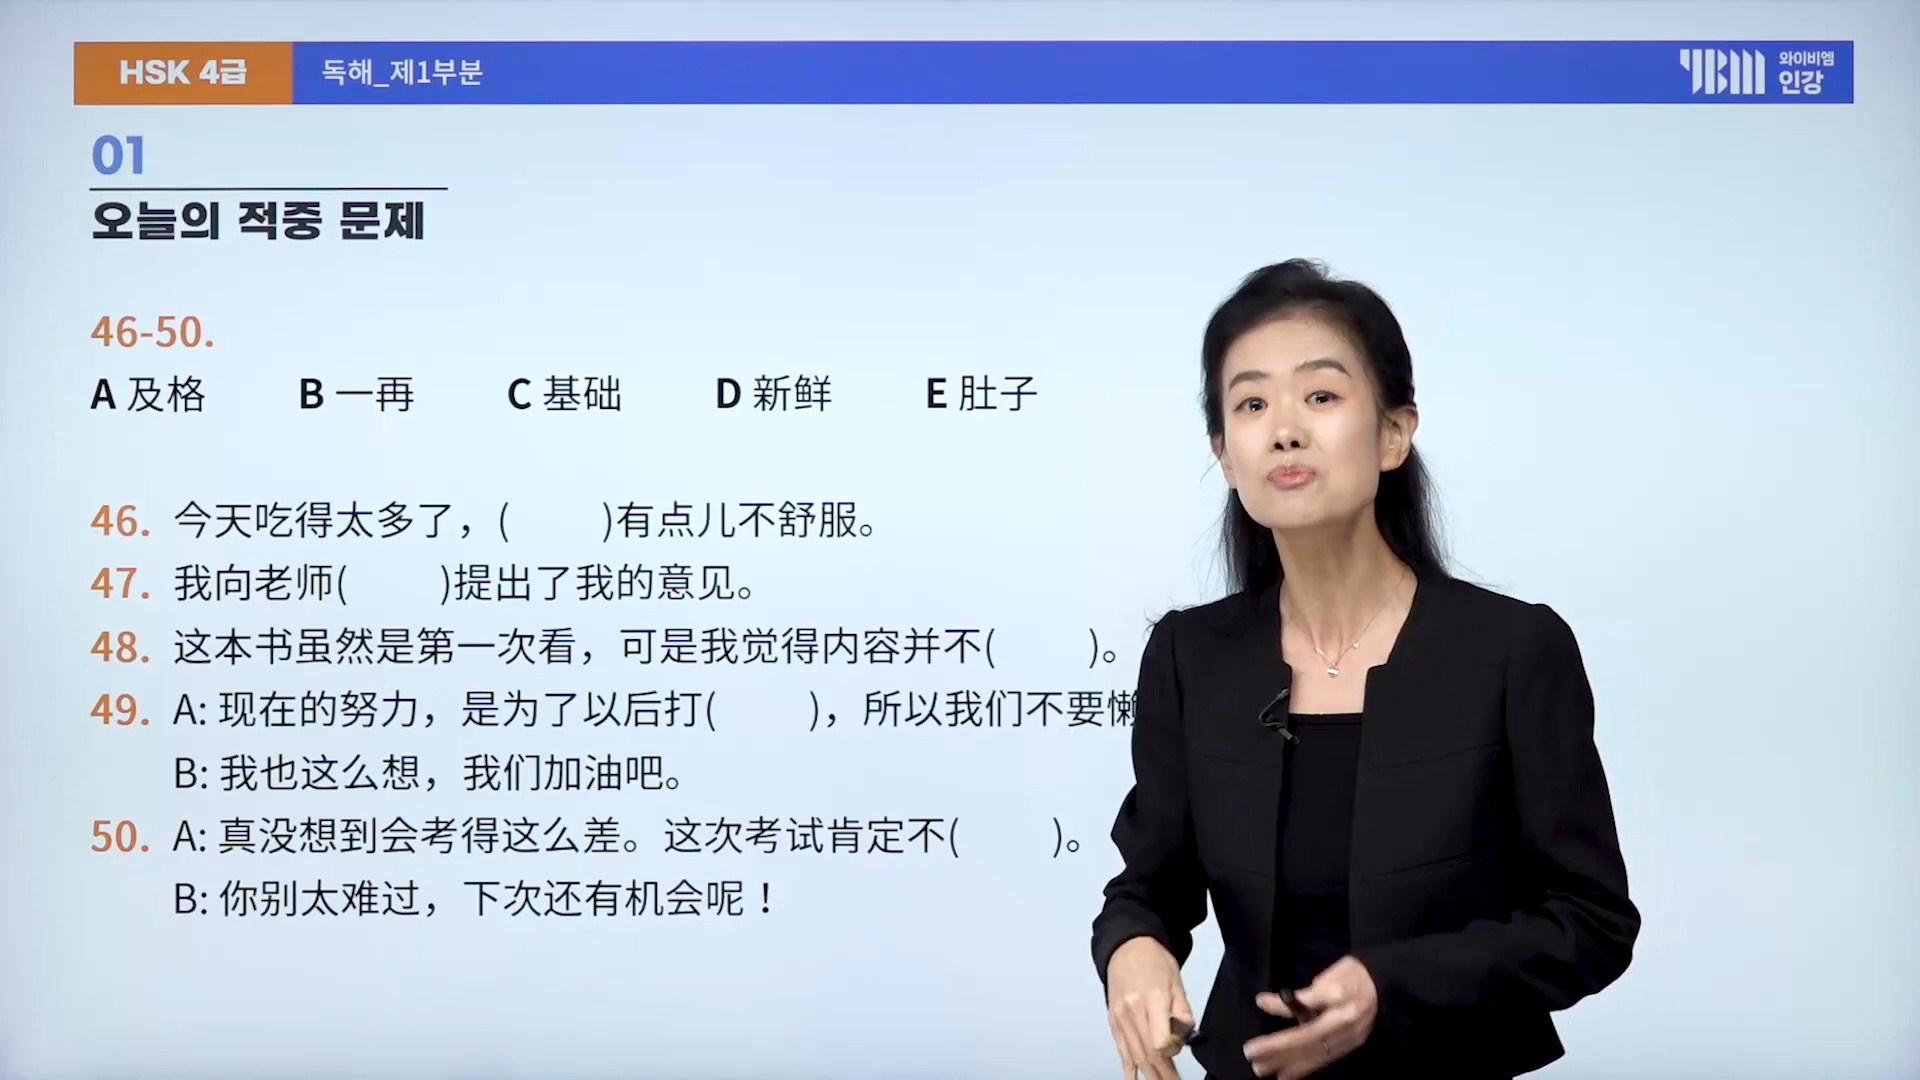 HSK 4급 독해_제1부분
YBM 와이비엠 인강
01
오늘의 적중 문제
46-50.
A 及格 B 一再 C 基础 D 新鲜 E 肚子
46. 今天吃得太多了，( )有点儿不舒服。
47. 我向老师( )提出了我的意见。
48. 这本书虽然是第一次看，可是我觉得内容并不( )。
49. A: 现在的努力，是为了以后打( )，所以我们不要懒
B: 我也这么想，我们加油吧。
50. A: 真没想到会考得这么差。这次考试肯定不( )。
B: 你别太难过，下次还有机会呢！